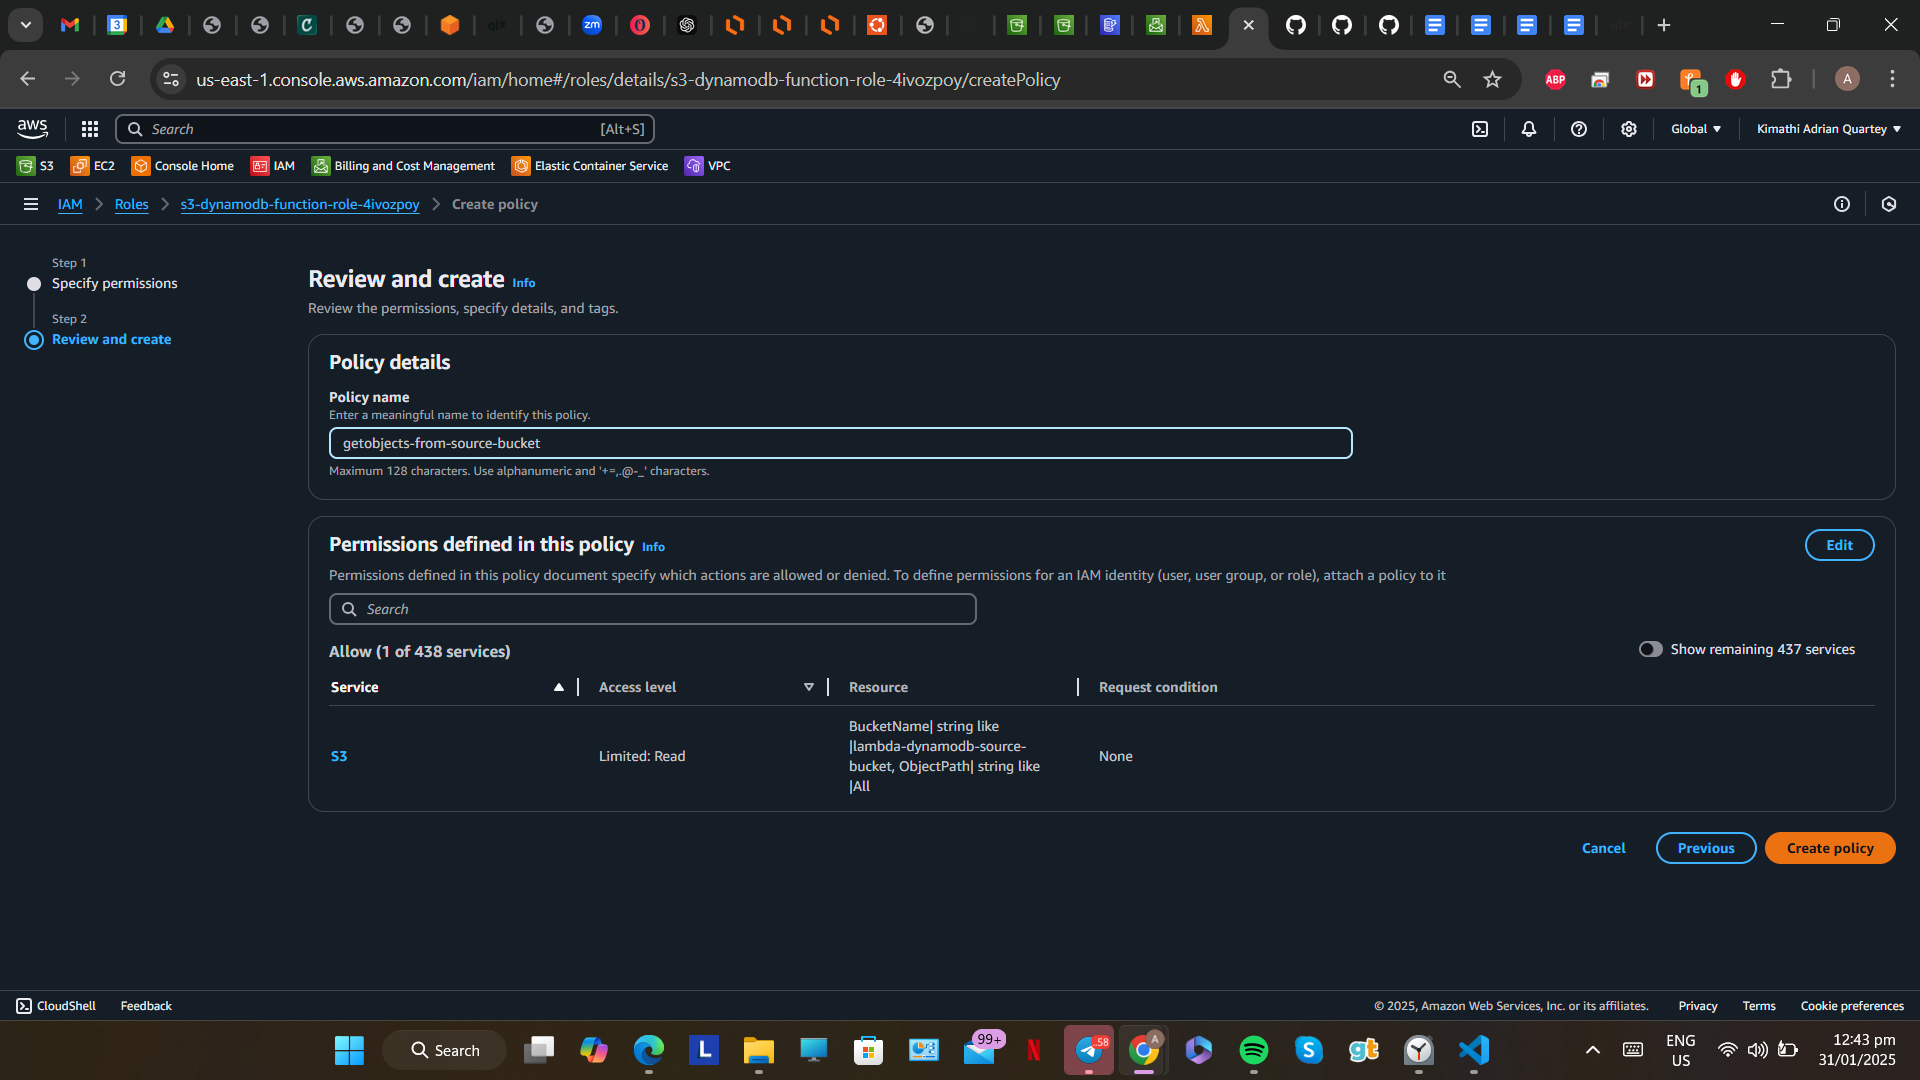 us-east-1.console.aws.amazon.com/iam/home#/roles/details/s3-dynamodb-function-role-4ivozpoy/createPolicy
ABP
1
A
aws
Search
[Alt+S]
Global
Kimathi Adrian Quartey
S3
EC2
Console Home
IAM
Billing and Cost Management
Elastic Container Service
VPC
IAM
Roles
s3-dynamodb-function-role-4ivozpoy
Create policy
Step 1
Specify permissions
Step 2
Review and create
Review and create Info
Review the permissions, specify details, and tags.
Policy details
Policy name
Enter a meaningful name to identify this policy.
getobjects-from-source-bucket
Maximum 128 characters. Use alphanumeric and '+=,.@-_' characters.
Permissions defined in this policy Info
Edit
Permissions defined in this policy document specify which actions are allowed or denied. To define permissions for an IAM identity (user, user group, or role), attach a policy to it
Search
Allow (1 of 438 services)
Show remaining 437 services
Service
Access level
Resource
Request condition
S3
Limited: Read
BucketName| string like
|lambda-dynamodb-source-
bucket, ObjectPath| string like
|All
None
Cancel
Previous
Create policy
CloudShell
Feedback
© 2025, Amazon Web Services, Inc. or its affiliates.
Privacy
Terms
Cookie preferences
Search
99+
ENG
US
12:43 pm
31/01/2025